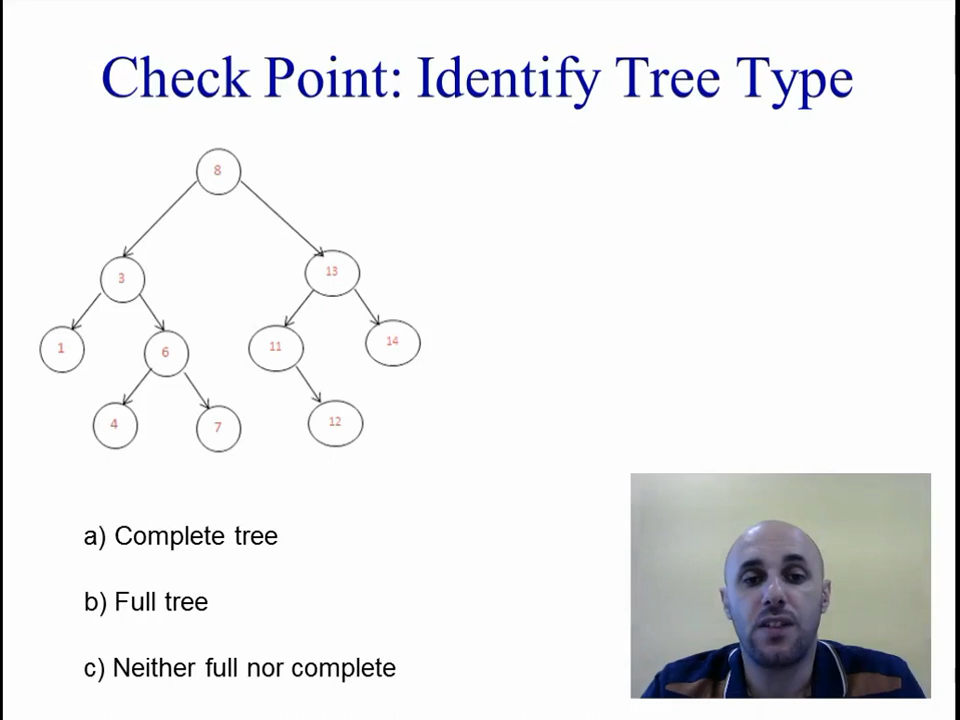 Check Point: Identify Tree Type
8
3
13
1
6
11
14
4
7
12
a) Complete tree
b) Full tree
c) Neither full nor complete